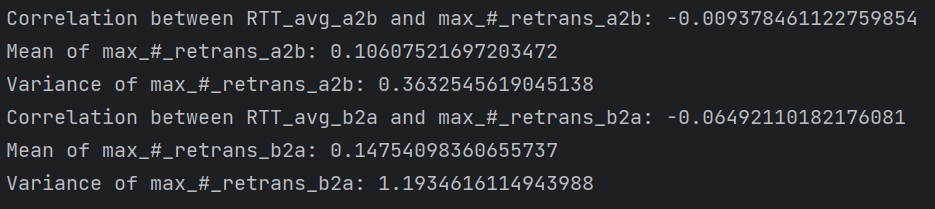 Correlation between RTT_avg_a2b and max_#_retrans_a2b: -0.009378461122759854
Mean of max_#_retrans_a2b: 0.10607521697203472
Variance of max_#_retrans_a2b: 0.3632545619045138
Correlation between RTT_avg_b2a and max_#_retrans_b2a: -0.06492110182176081
Mean of max_#_retrans_b2a: 0.14754098360655737
Variance of max_#_retrans_b2a: 1.1934616114943988